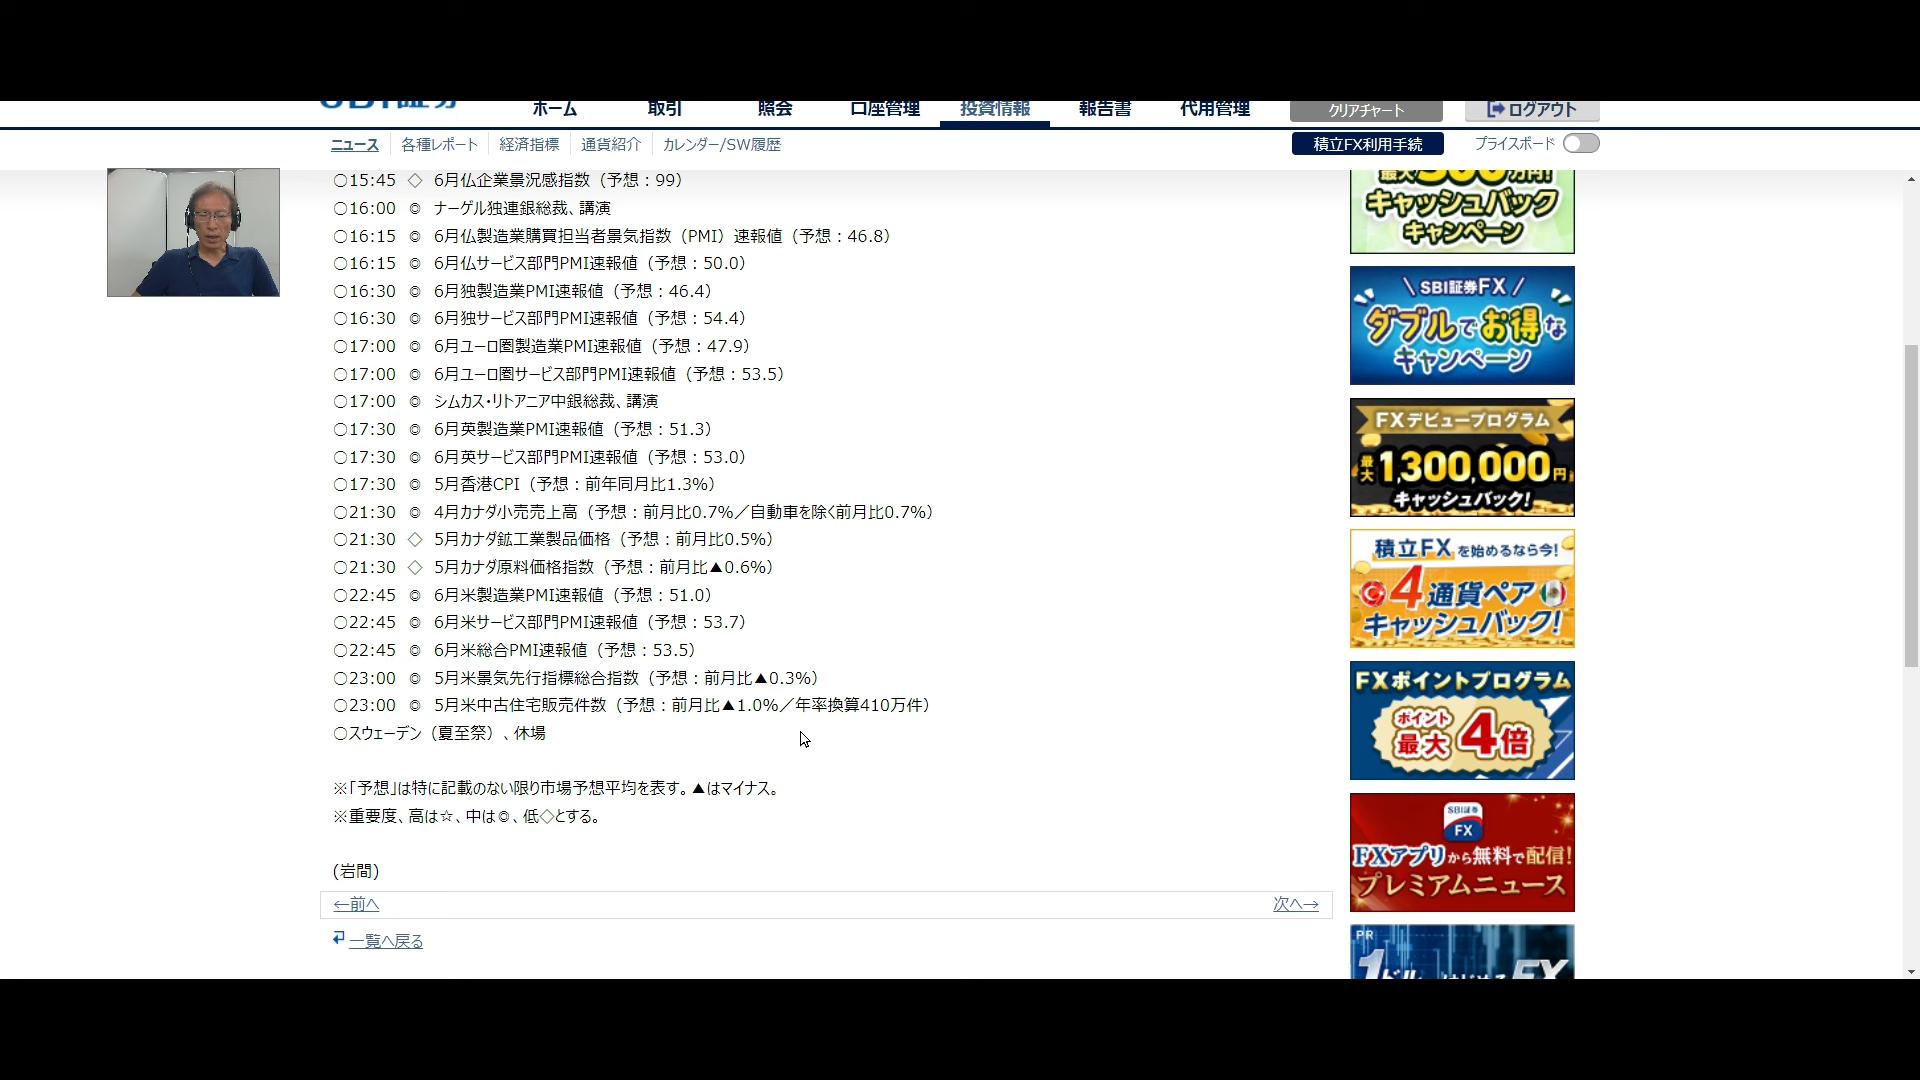 SBI証券
ホーム 取引 照会 口座管理 投資情報 報告書 代用管理 クリアチャート ログアウト
ニュース 各種レポート 経済指標 通貨紹介 カレンダー/SW履歴 積立FX利用手続 プライスボード
○15:45 ◇ 6月仏企業景況感指数（予想：99）
○16:00 ◎ ナーゲル独連銀総裁、講演
○16:15 ◎ 6月仏製造業購買担当者景気指数（PMI）速報値（予想：46.8）
○16:15 ◎ 6月仏サービス部門PMI速報値（予想：50.0）
○16:30 ◎ 6月独製造業PMI速報値（予想：46.4）
○16:30 ◎ 6月独サービス部門PMI速報値（予想：54.4）
○17:00 ◎ 6月ユーロ圏製造業PMI速報値（予想：47.9）
○17:00 ◎ 6月ユーロ圏サービス部門PMI速報値（予想：53.5）
○17:00 ◎ シムカス・リトアニア中銀総裁、講演
○17:30 ◎ 6月英製造業PMI速報値（予想：51.3）
○17:30 ◎ 6月英サービス部門PMI速報値（予想：53.0）
○17:30 ◎ 5月香港CPI（予想：前年同月比1.3%）
○21:30 ◎ 4月カナダ小売売上高（予想：前月比0.7%／自動車を除く前月比0.7%）
○21:30 ◇ 5月カナダ鉱工業製品価格（予想：前月比0.5%）
○21:30 ◇ 5月カナダ原料価格指数（予想：前月比▲0.6%）
○22:45 ◎ 6月米製造業PMI速報値（予想：51.0）
○22:45 ◎ 6月米サービス部門PMI速報値（予想：53.7）
○22:45 ◎ 6月米総合PMI速報値（予想：53.5）
○23:00 ◎ 5月米景気先行指標総合指数（予想：前月比▲0.3%）
○23:00 ◎ 5月米中古住宅販売件数（予想：前月比▲1.0%／年率換算410万件）
○スウェーデン（夏至祭）、休場
※「予想」は特に記載のない限り市場予想平均を表す。▲はマイナス。
※重要度、高は☆、中は◎、低◇とする。
(岩間)
←前へ 次へ→
一覧へ戻る
キャッシュバック
キャンペーン
SBI証券FX
ダブルでお得な
キャンペーン
FXデビュープログラム
最大1,300,000円
キャッシュバック!
積立FXを始めるなら今!
4通貨ペア
キャッシュバック!
FXポイントプログラム
ポイント
最大4倍
SBI証券
FX
FXアプリから無料で配信!
プレミアムニュース
PR